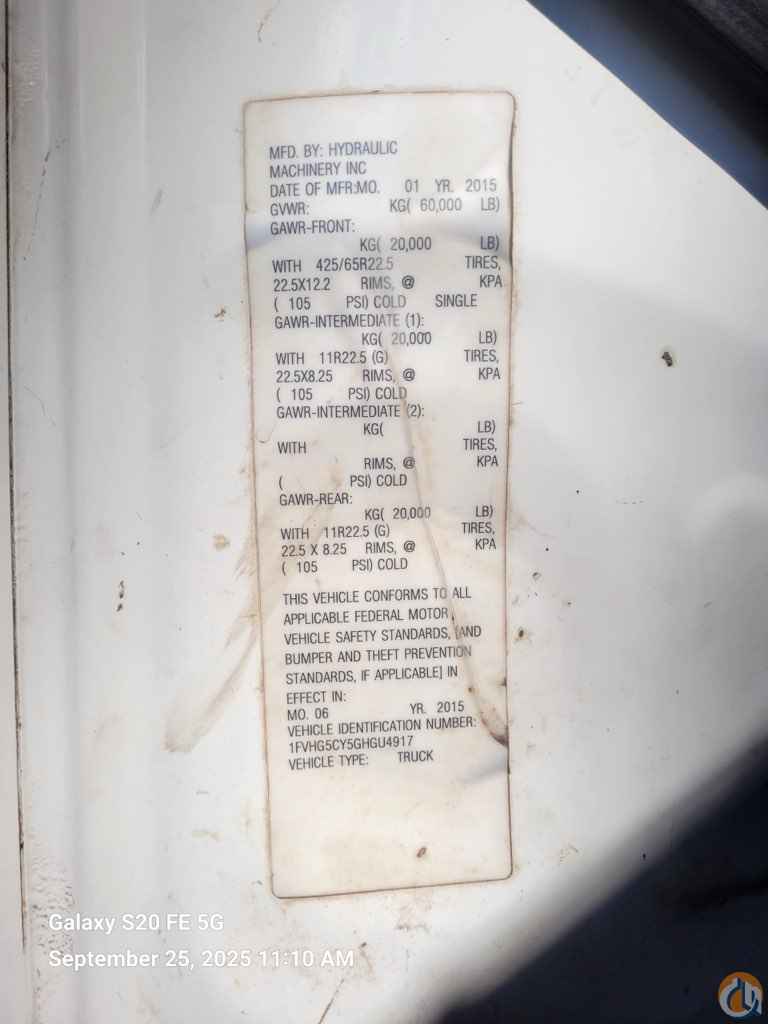 MFD. BY: HYDRAULIC
MACHINERY INC
DATE OF MFR:MO. 01 YR. 2015
GVWR: KG( 60,000 LB)
GAWR-FRONT:
KG( 20,000 LB)
WITH 425/65R22.5 TIRES,
22.5X12.2 RIMS, @ KPA
( 105 PSI) COLD SINGLE
GAWR-INTERMEDIATE (1):
KG( 20,000 LB)
WITH 11R22.5 (G) TIRES,
22.5X8.25 RIMS, @ KPA
( 105 PSI) COLD
GAWR-INTERMEDIATE (2):
KG( LB)
WITH TIRES,
RIMS, @ KPA
( PSI) COLD
GAWR-REAR:
KG( 20,000 LB)
WITH 11R22.5 (G) TIRES,
22.5 X 8.25 RIMS, @ KPA
( 105 PSI) COLD
THIS VEHICLE CONFORMS TO ALL
APPLICABLE FEDERAL MOTOR
VEHICLE SAFETY STANDARDS, [AND
BUMPER AND THEFT PREVENTION
STANDARDS, IF APPLICABLE] IN
EFFECT IN:
MO. 06 YR. 2015
VEHICLE IDENTIFICATION NUMBER:
1FVHG5CY5GHGU4917
VEHICLE TYPE: TRUCK
Galaxy S20 FE 5G
September 25, 2025 11:10 AM